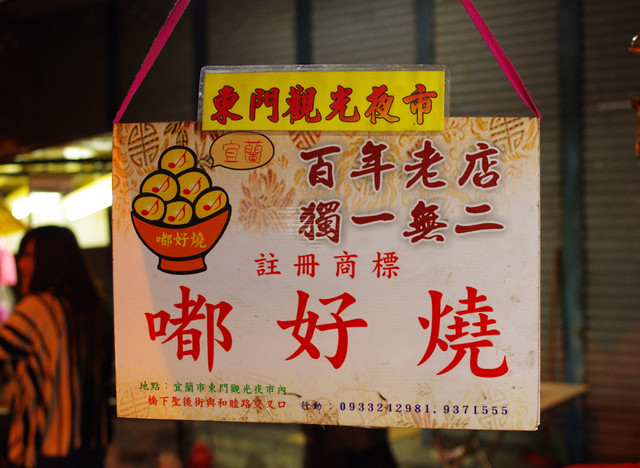 東門觀光夜市
宜蘭
百年老店
獨一無二
嘟好燒
註冊商標
嘟好燒
地點：宜蘭市東門觀光夜市內
橋下聖後街與和睦路交叉口
行動：0933242981.9371555